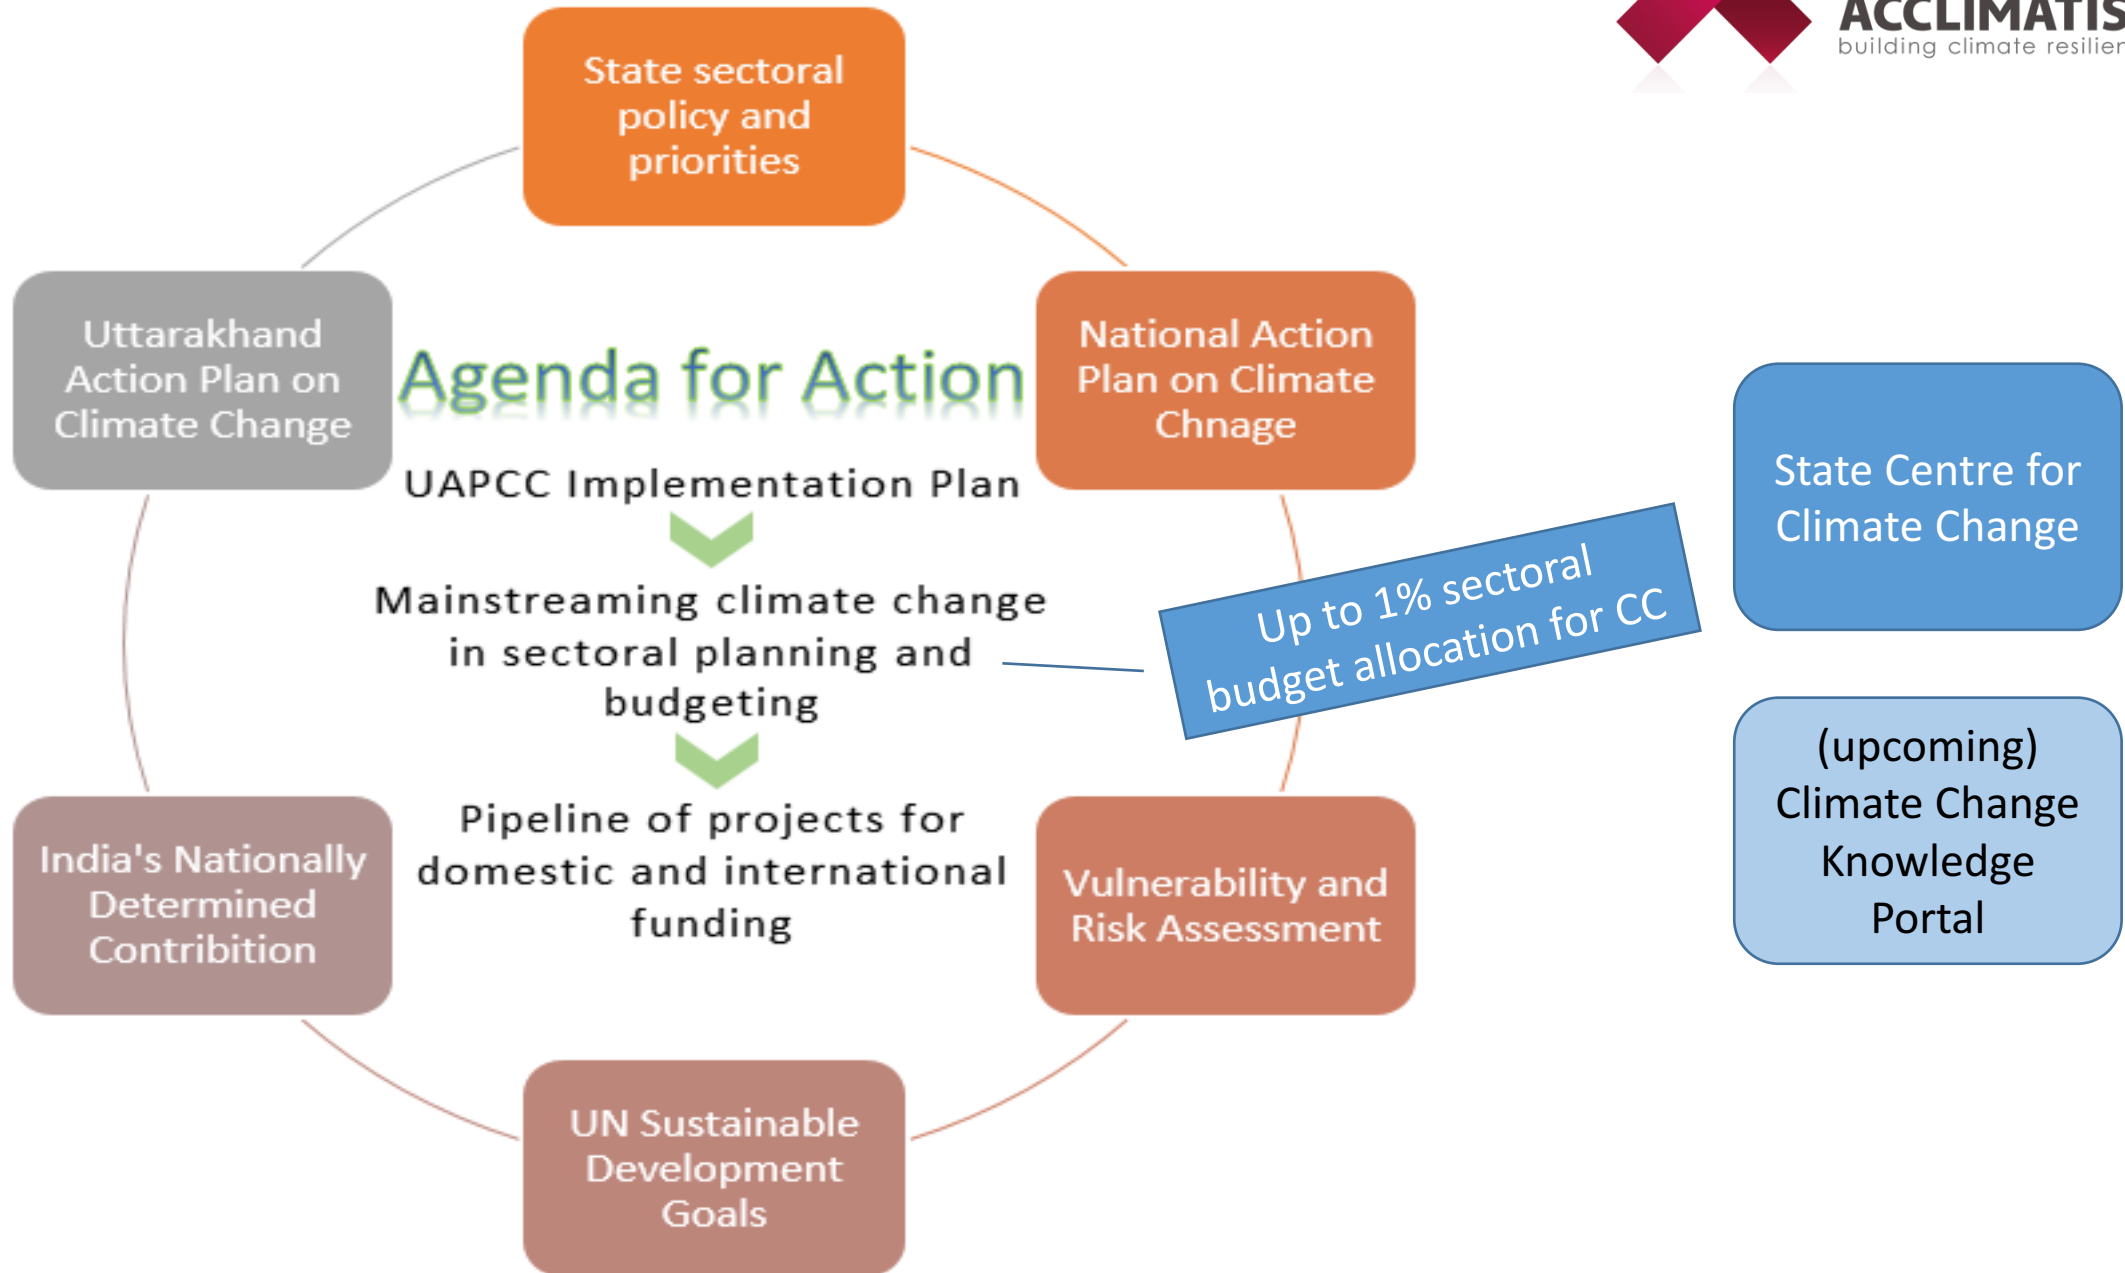 ACCLIMATIS
building climate resilien
State sectoral
policy and
priorities
Uttarakhand
Action Plan on
Climate Change
Agenda for Action
National Action
Plan on Climate
Chnage
UAPCC Implementation Plan
Mainstreaming climate change
in sectoral planning and
budgeting
Up to 1% sectoral
budget allocation for CC
State Centre for
Climate Change
(upcoming)
Climate Change
Knowledge
Portal
Pipeline of projects for
domestic and international
funding
India's Nationally
Determined
Contribition
Vulnerability and
Risk Assessment
UN Sustainable
Development
Goals